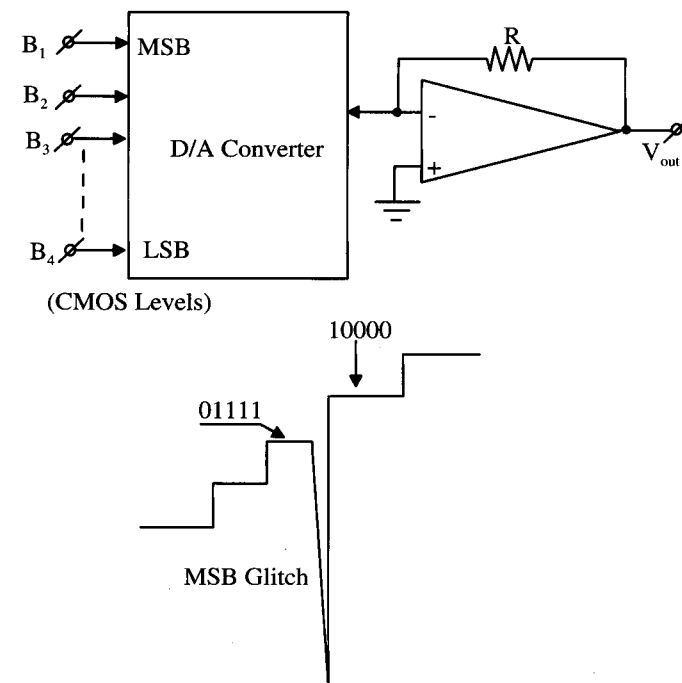 R
B₁
MSB
B₂
-
B₃
D/A Converter
+
Vout
B₄
LSB
(CMOS Levels)
10000
01111
MSB Glitch